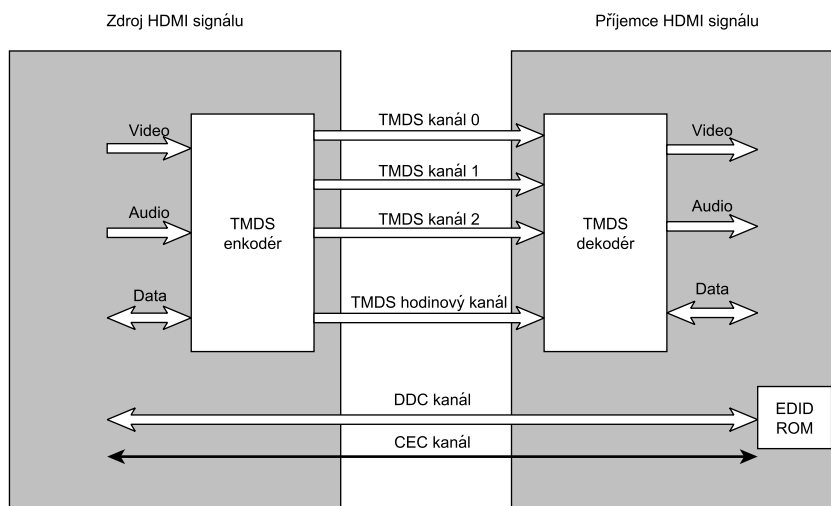 Zdroj HDMI signálu
Příjemce HDMI signálu
Video
Audio
Data
TMDS
enkodér
TMDS kanál 0
TMDS kanál 1
TMDS kanál 2
TMDS hodinový kanál
TMDS
dekodér
Video
Audio
Data
DDC kanál
CEC kanál
EDID
ROM